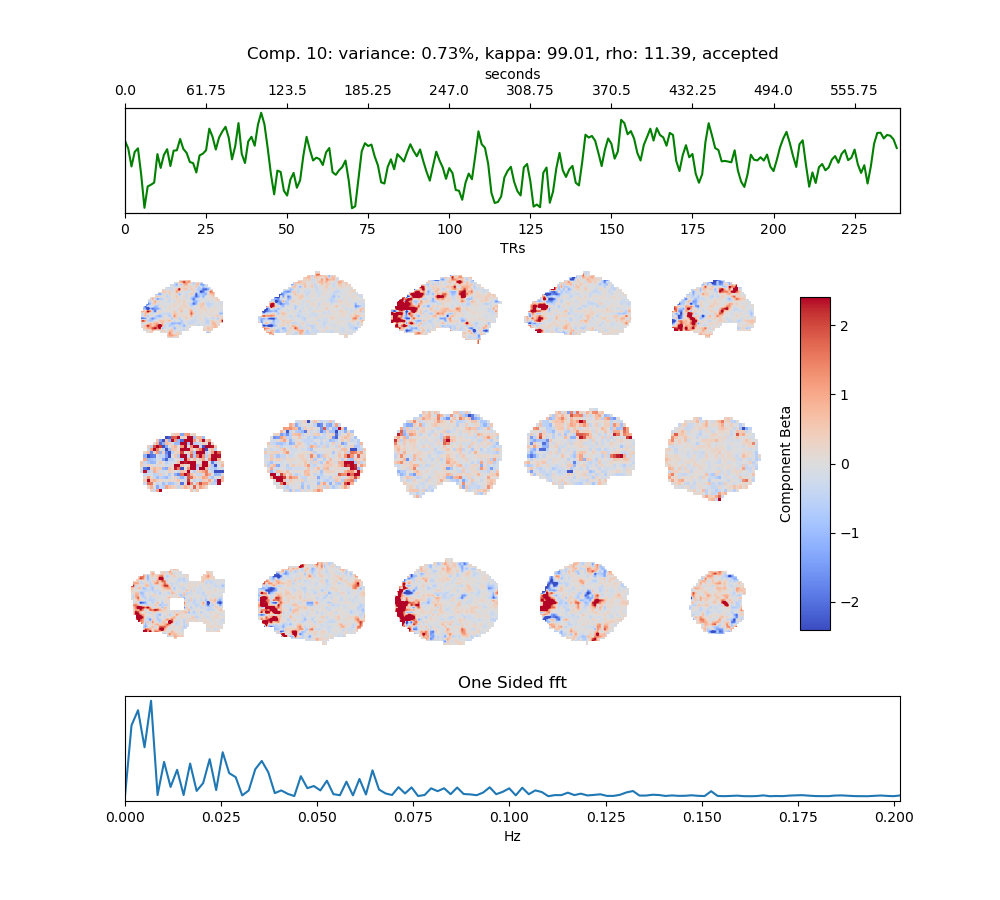 Comp. 10: variance: 0.73%, kappa: 99.01, rho: 11.39, accepted
seconds
0.0 61.75 123.5 185.25 247.0 308.75 370.5 432.25 494.0 555.75
0 25 50 75 100 125 150 175 200 225
TRs
2
1
0
−1
−2
Component Beta
One Sided fft
0.000 0.025 0.050 0.075 0.100 0.125 0.150 0.175 0.200
Hz